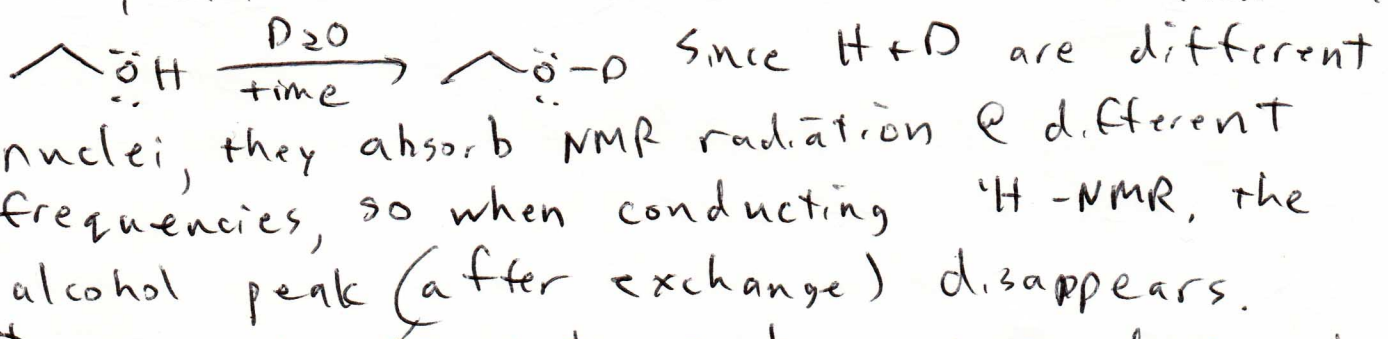 ÖH D₂O time Ö-D Since H + D are different
nuclei, they absorb NMR radiation @ different
frequencies, so when conducting ¹H-NMR, the
alcohol peak (after exchange) disappears.